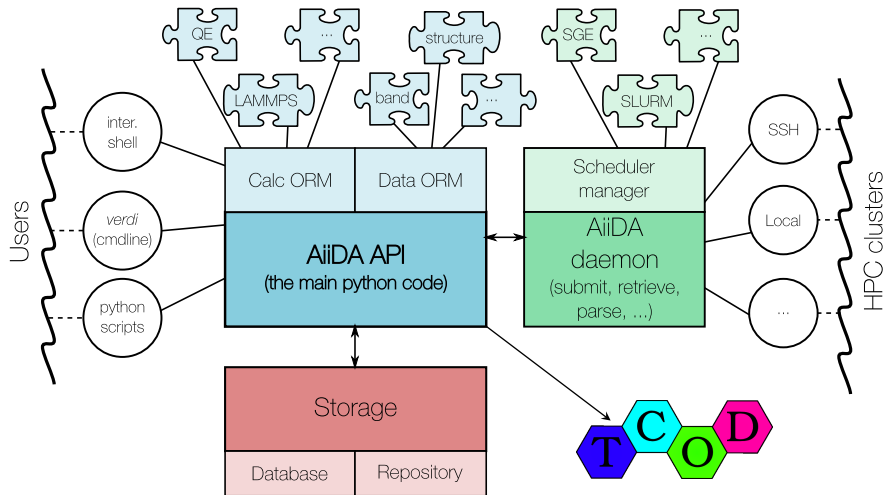 QE
...
structure
SGE
...
LAMMPS
band
...
SLURM
inter.
shell
Calc ORM
Data ORM
Scheduler
manager
SSH
Users
verdi
(cmdline)
AiiDA API
(the main python code)
AiiDA
daemon
(submit, retrieve,
parse, ...)
Local
HPC clusters
python
scripts
...
Storage
Database
Repository
T
C
O
D